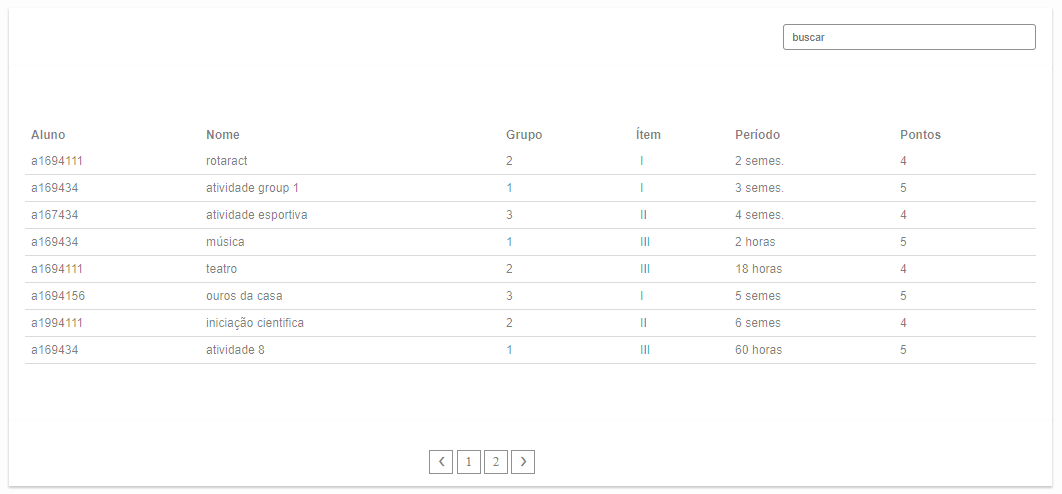 buscar
Aluno Nome Grupo Ítem Período Pontos
a1694111 rotaract 2 I 2 semes. 4
a169434 atividade group 1 1 I 3 semes. 5
a167434 atividade esportiva 3 II 4 semes. 4
a169434 música 1 III 2 horas 5
a1694111 teatro 2 III 18 horas 4
a1694156 ouros da casa 3 I 5 semes 5
a1994111 iniciação cientifica 2 II 6 semes 4
a169434 atividade 8 1 III 60 horas 5
< 1 2 >